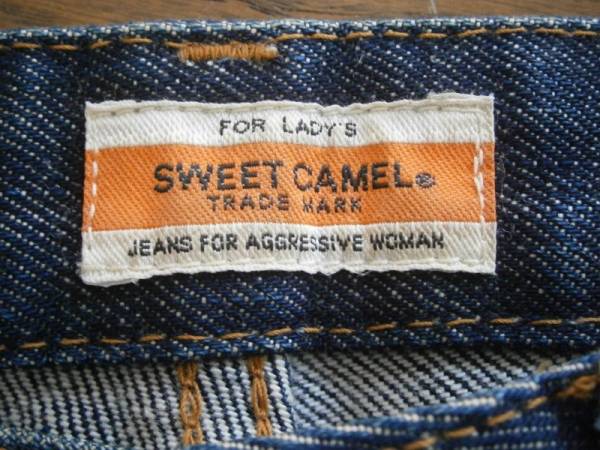 FOR LADY'S
SWEET CAMEL®
TRADE MARK
JEANS FOR AGGRESSIVE WOMAN